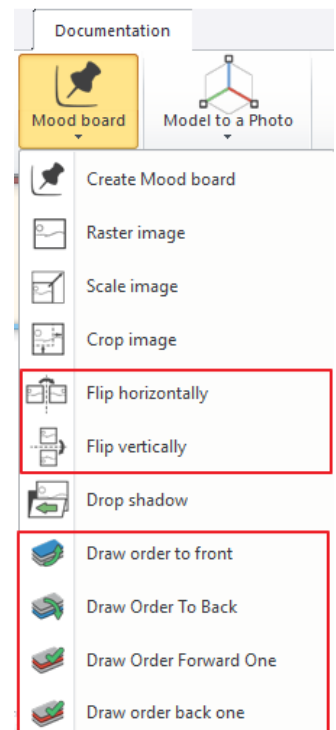 Documentation
Mood board
Model to a Photo
Create Mood board
Raster image
Scale image
Crop image
Flip horizontally
Flip vertically
Drop shadow
Draw order to front
Draw Order To Back
Draw Order Forward One
Draw order back one